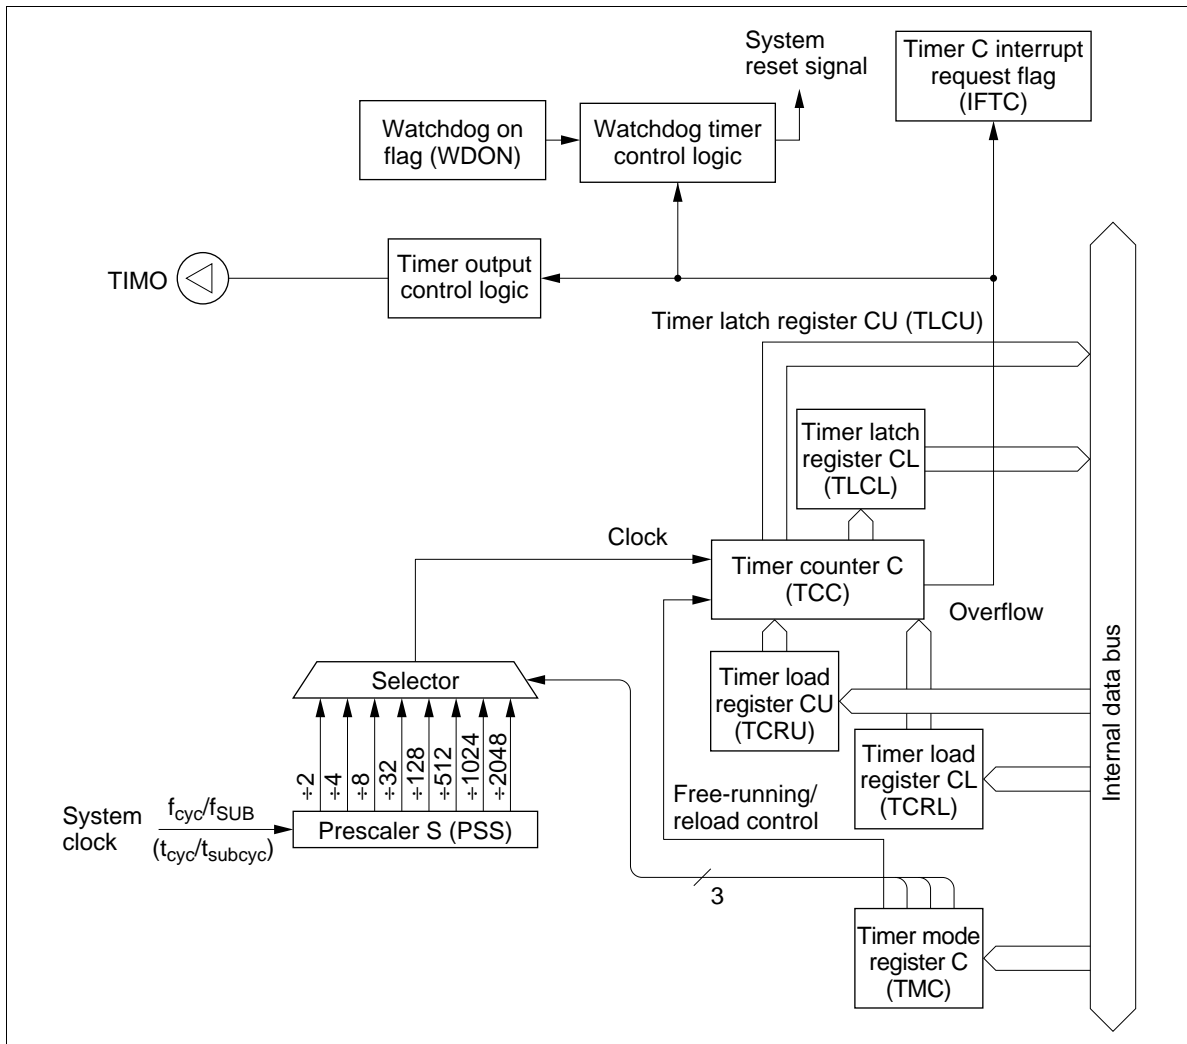 System
reset signal
Timer C interrupt
request flag
(IFTC)
Watchdog on
flag (WDON)
Watchdog timer
control logic
TIMO
Timer output
control logic
Timer latch register CU (TLCU)
Timer latch
register CL
(TLCL)
Clock
Timer counter C
(TCC)
Overflow
Selector
Timer load
register CU
(TCRU)
Timer load
register CL
(TCRL)
Internal data bus
÷2
÷4
÷8
÷32
÷128
÷512
÷1024
÷2048
System
clock
fcyc/fSUB
(tcyc/tsubcyc)
Prescaler S (PSS)
Free-running/
reload control
3
Timer mode
register C
(TMC)